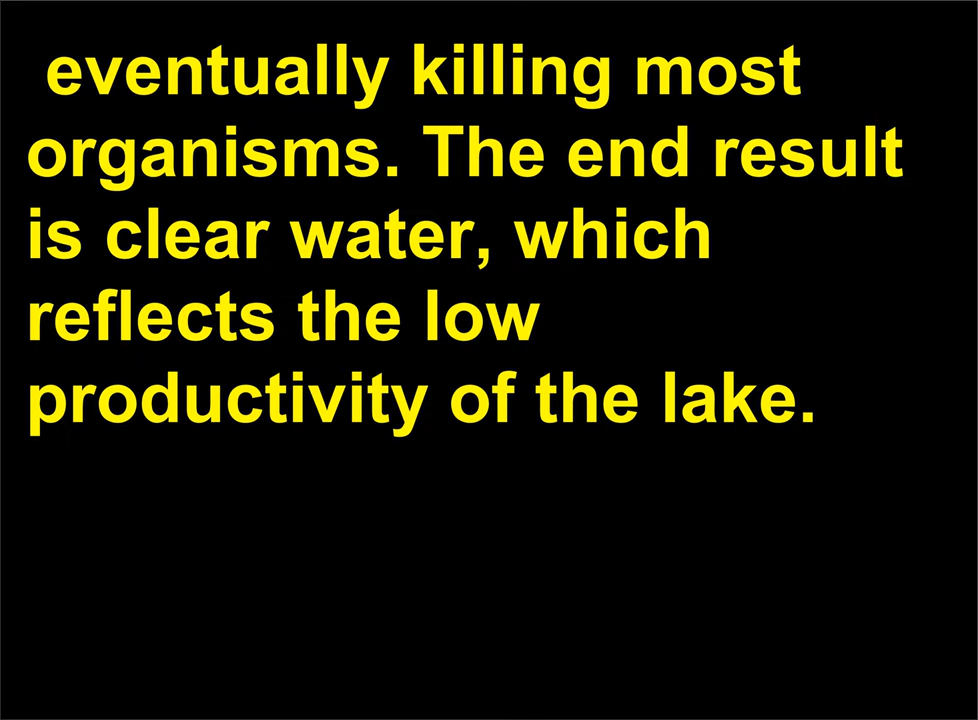 eventually killing most
organisms. The end result
is clear water, which
reflects the low
productivity of the lake.